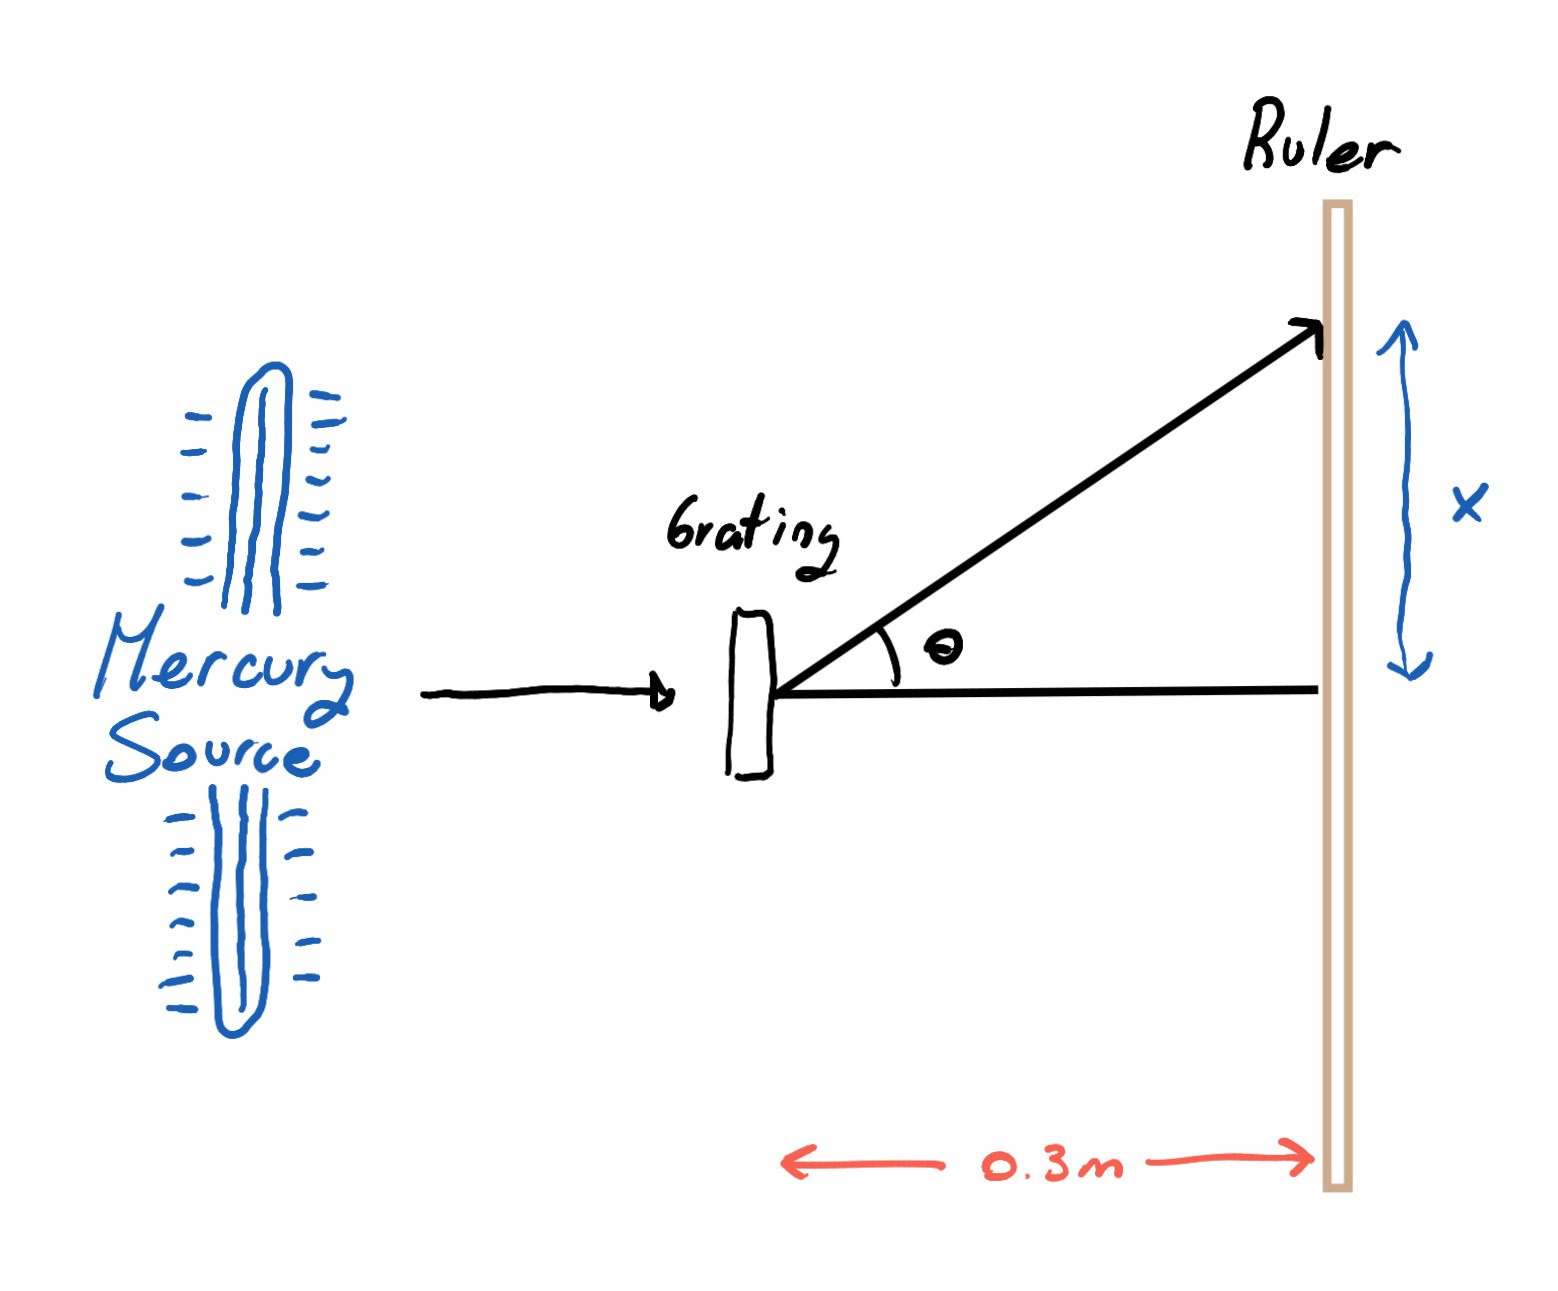 Ruler
Grating
Mercury
Source
θ
x
0.3m